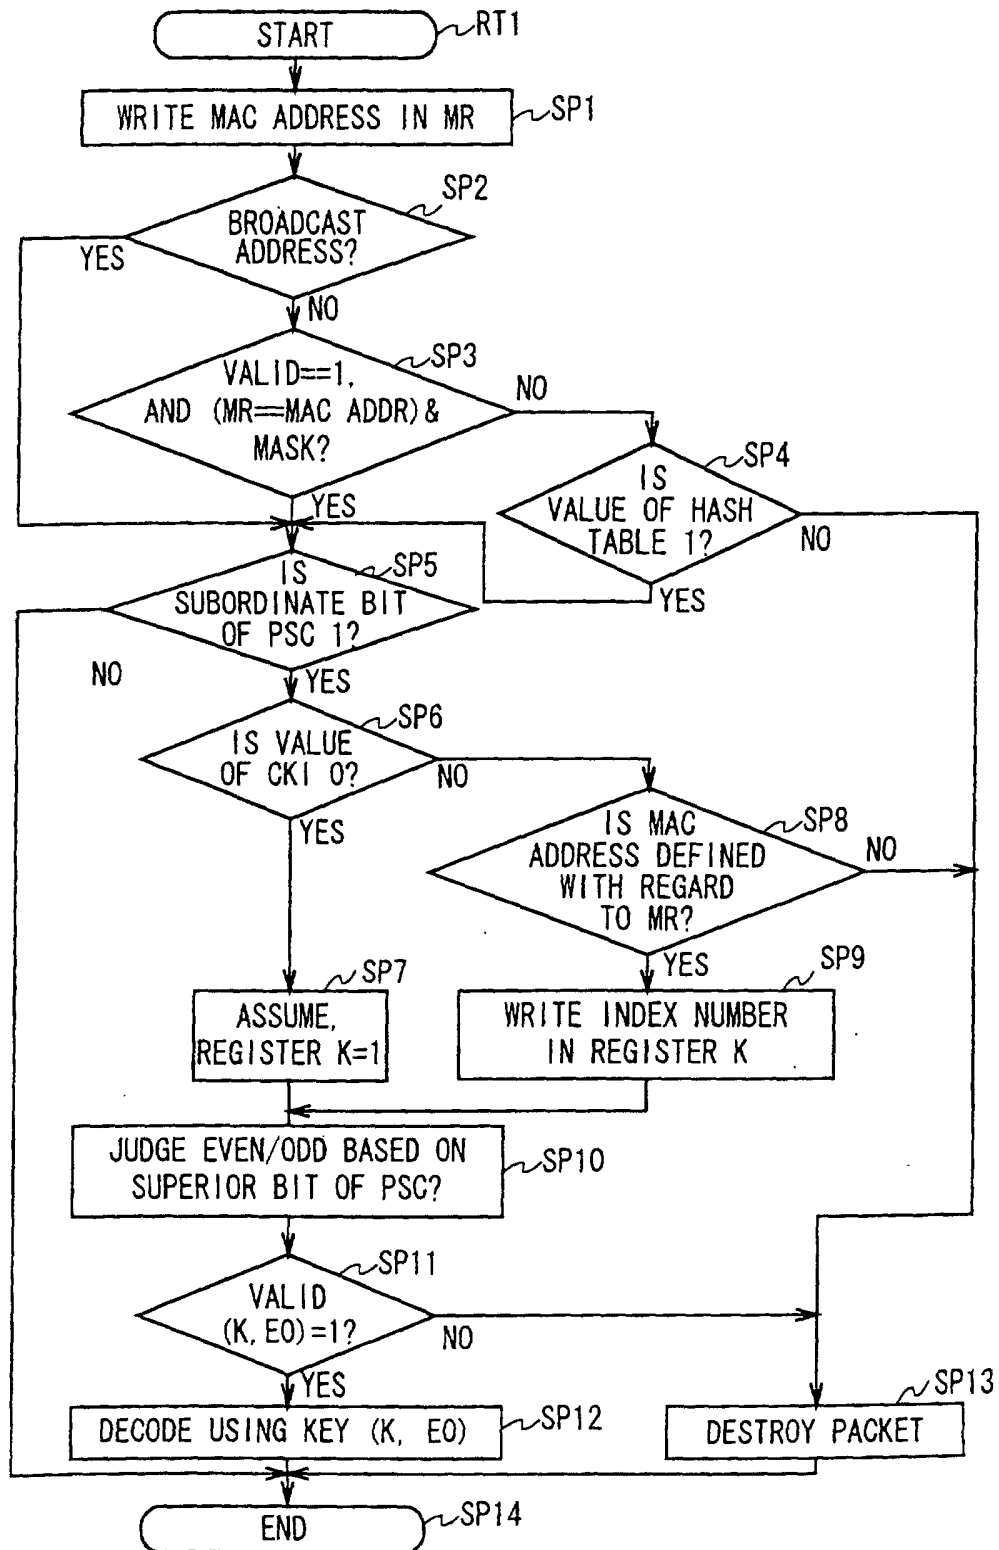 START
RT1
WRITE MAC ADDRESS IN MR
SP1
SP2
BROADCAST
ADDRESS?
YES
NO
SP3
VALID==1,
AND (MR==MAC ADDR)&
MASK?
NO
YES
SP4
IS
VALUE OF HASH
TABLE 1?
NO
YES
SP5
IS
SUBORDINATE BIT
OF PSC 1?
NO
YES
SP6
IS VALUE
OF CKI 0?
NO
YES
SP8
IS MAC
ADDRESS DEFINED
WITH REGARD
TO MR?
NO
YES
SP7
ASSUME,
REGISTER K=1
SP9
WRITE INDEX NUMBER
IN REGISTER K
JUDGE EVEN/ODD BASED ON
SUPERIOR BIT OF PSC?
SP10
SP11
VALID
(K, EO)=1?
NO
YES
DECODE USING KEY (K, EO)
SP12
SP13
DESTROY PACKET
END
SP14